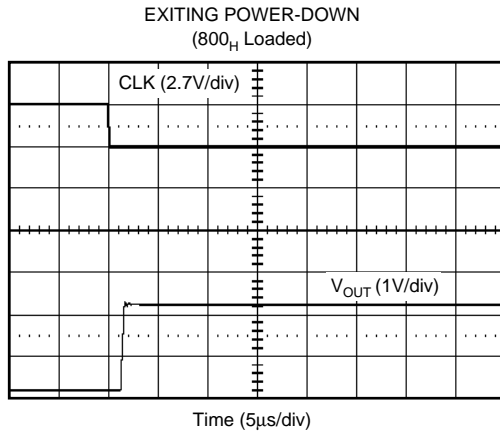 EXITING POWER-DOWN
(800H Loaded)
CLK (2.7V/div)
VOUT (1V/div)
Time (5µs/div)